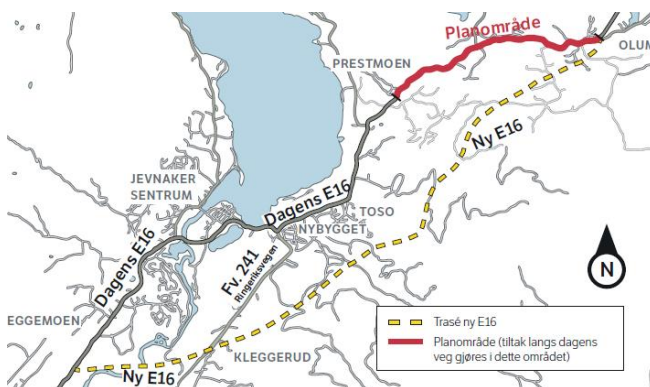 Planområde
OLUM
PRESTMOEN
Ny E16
JEVNAKER
SENTRUM
Dagens E16
TOSO
NYBYGGET
Dagens E16
Fv. 241
Ringeriksvegen
N
EGGEMOEN
KLEGGERUD
Ny E16
Trasé ny E16
Planområde (tiltak langs dagens
veg gjøres i dette området)